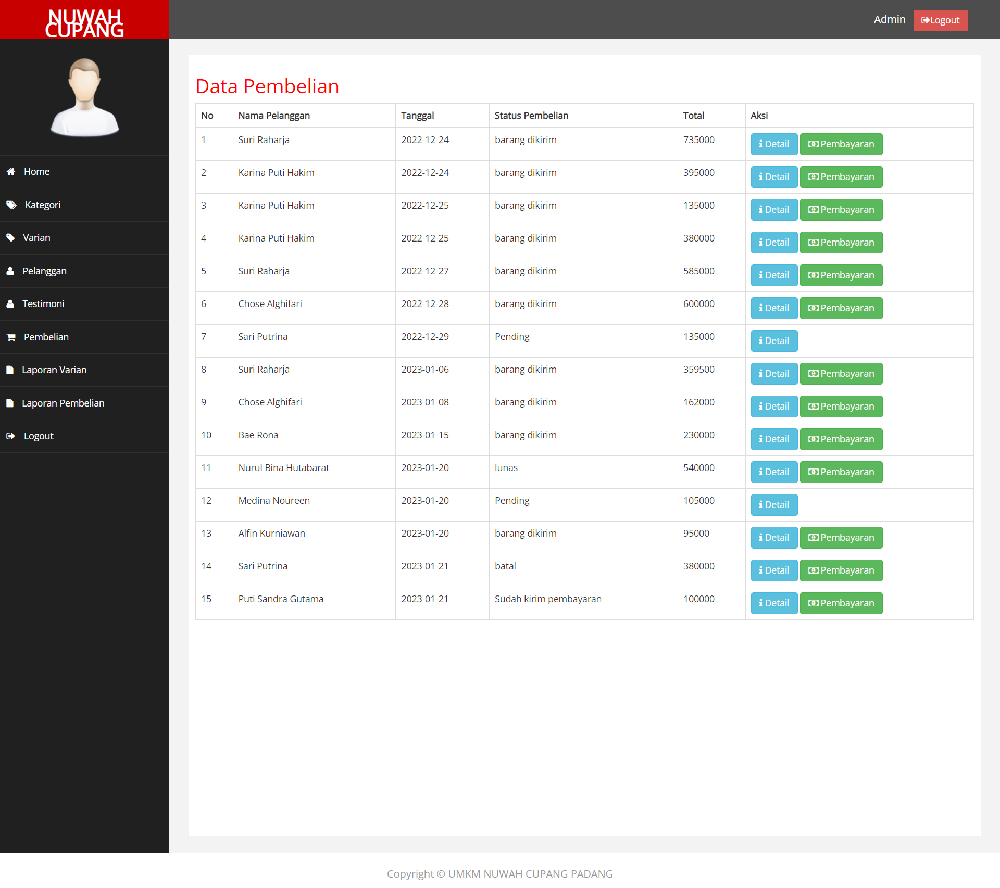 NUWAH
CUPANG
Admin
Logout
Home
Kategori
Varian
Pelanggan
Testimoni
Pembelian
Laporan Varian
Laporan Pembelian
Logout
Data Pembelian
No Nama Pelanggan Tanggal Status Pembelian Total Aksi
1 Suri Raharja 2022-12-24 barang dikirim 735000 Detail Pembayaran
2 Karina Puti Hakim 2022-12-24 barang dikirim 395000 Detail Pembayaran
3 Karina Puti Hakim 2022-12-25 barang dikirim 135000 Detail Pembayaran
4 Karina Puti Hakim 2022-12-25 barang dikirim 380000 Detail Pembayaran
5 Suri Raharja 2022-12-27 barang dikirim 585000 Detail Pembayaran
6 Chose Alghifari 2022-12-28 barang dikirim 600000 Detail Pembayaran
7 Sari Putrina 2022-12-29 Pending 135000 Detail
8 Suri Raharja 2023-01-06 barang dikirim 359500 Detail Pembayaran
9 Chose Alghifari 2023-01-08 barang dikirim 162000 Detail Pembayaran
10 Bae Rona 2023-01-15 barang dikirim 230000 Detail Pembayaran
11 Nurul Bina Hutabarat 2023-01-20 lunas 540000 Detail Pembayaran
12 Medina Noureen 2023-01-20 Pending 105000 Detail
13 Alfin Kurniawan 2023-01-20 barang dikirim 95000 Detail Pembayaran
14 Sari Putrina 2023-01-21 batal 380000 Detail Pembayaran
15 Puti Sandra Gutama 2023-01-21 Sudah kirim pembayaran 100000 Detail Pembayaran
Copyright © UMKM NUWAH CUPANG PADANG